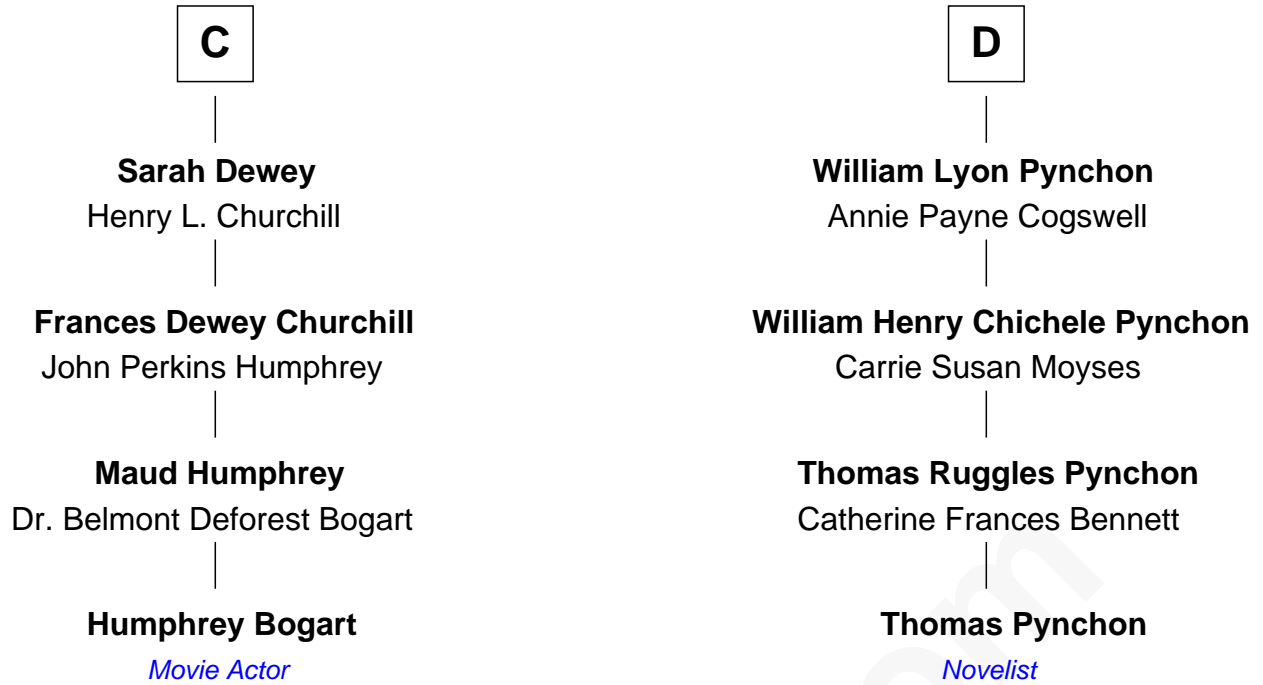 C
Sarah Dewey
Henry L. Churchill
Frances Dewey Churchill
John Perkins Humphrey
Maud Humphrey
Dr. Belmont Deforest Bogart
Humphrey Bogart
Movie Actor
D
William Lyon Pynchon
Annie Payne Cogswell
William Henry Chichele Pynchon
Carrie Susan Moyses
Thomas Ruggles Pynchon
Catherine Frances Bennett
Thomas Pynchon
Novelist